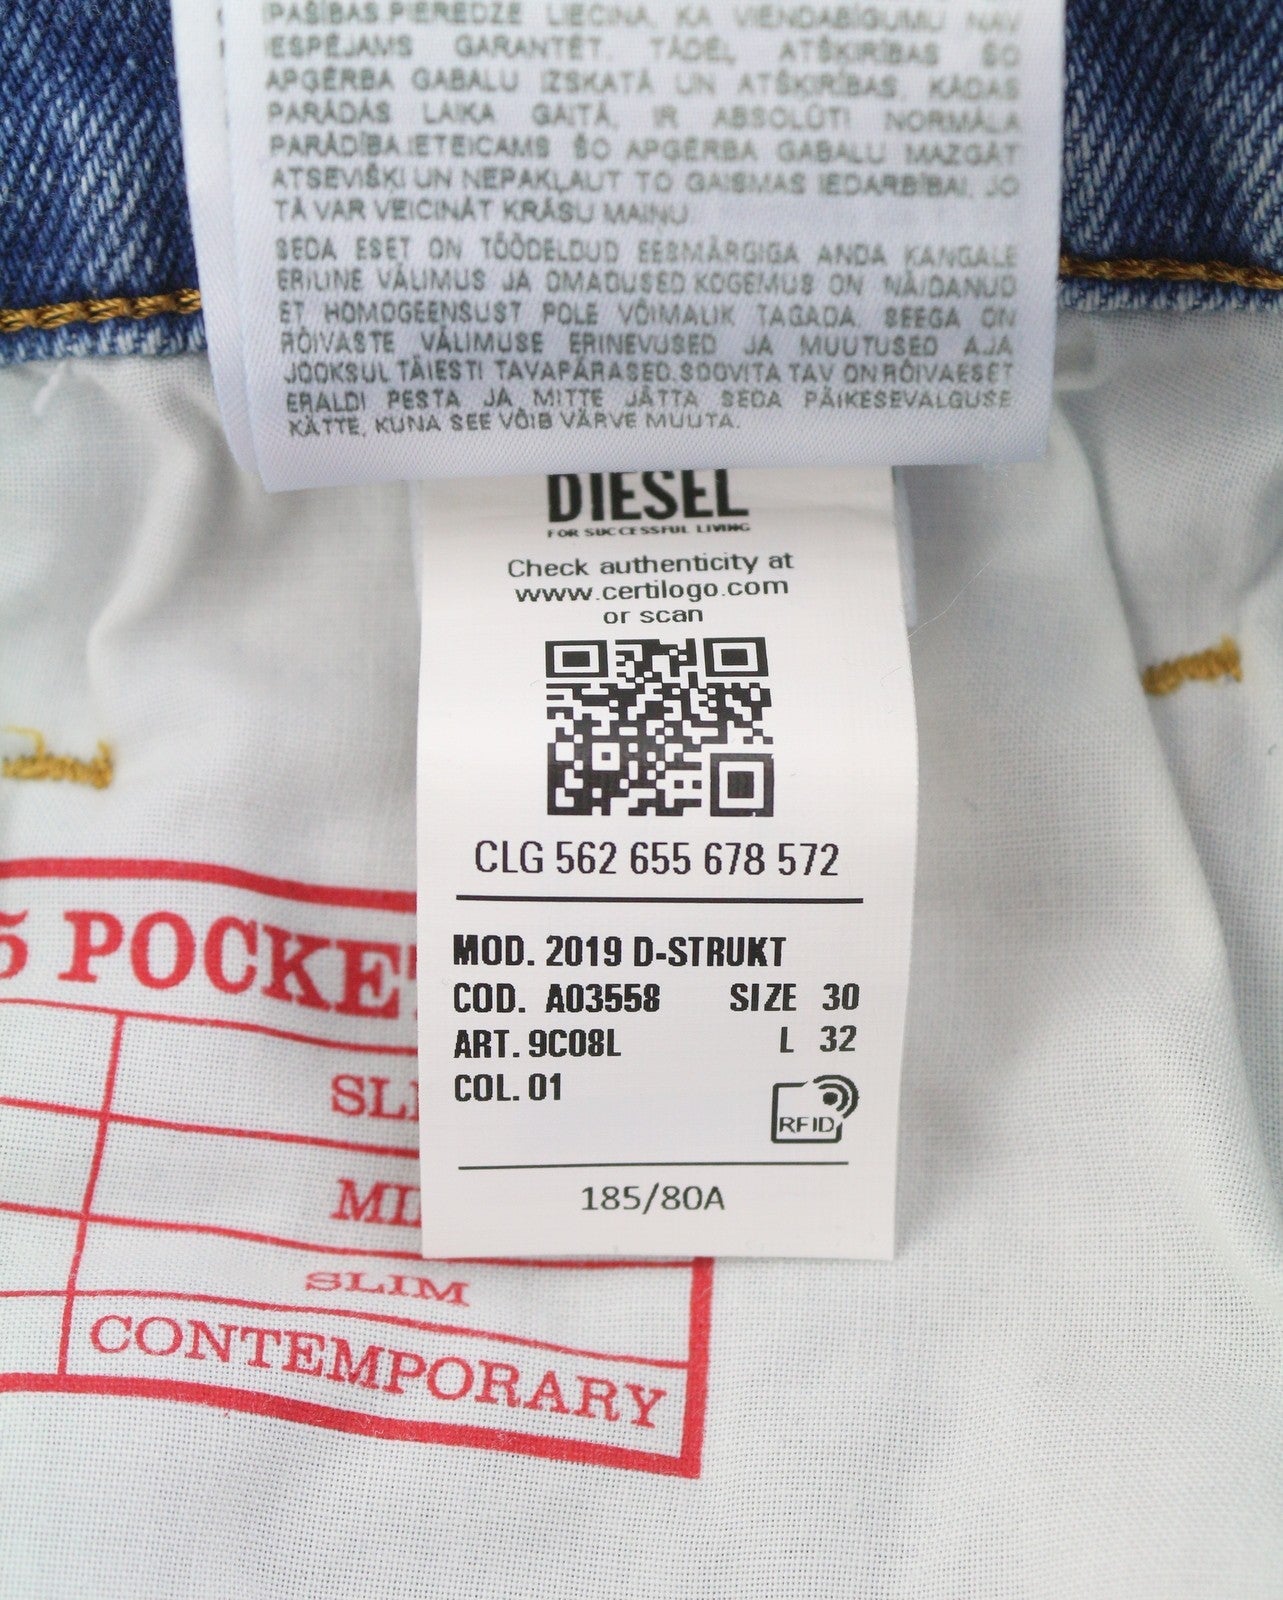 PAŠĪBAS.PIEREDZE LIECINA, KA VIENDABĪGUMU NAV
IESPĒJAMS GARANTĒT. TĀDĒĻ ATŠĶIRĪBAS ŠO
APĢĒRBA GABALU IZSKATĀ UN ATŠĶIRĪBAS, KĀDAS
PARĀDĀS LAIKA GAITĀ, IR ABSOLŪTI NORMĀLA
PARĀDĪBA.IETEICAMS ŠO APĢĒRBA GABALU MAZGĀT
ATSEVIŠĶI UN NEPAKĻAUT TO GAISMAS IEDARBĪBAI, JO
TĀ VAR VEICINĀT KRĀSU MAIŅU
SEDA ESET ON TÖÖDELDUD EESMÄRGIGA ANDA KANGALE
ERILINE VÄLIMUS JA OMADUSED.KOGEMUS ON NÄIDANUD
ET HOMOGEENSUST POLE VÕIMALIK TAGADA. SEEGA ON
RÕIVASTE VÄLIMUSE ERINEVUSED JA MUUTUSED AJA
JOOKSUL TÄIESTI TAVAPÄRASED.SOOVITATAV ON RÕIVAESET
ERALDI PESTA JA MITTE JÄTTA SEDA PÄIKESEVALGUSE
KÄTTE, KUNA SEE VÕIB VÄRVE MUUTA.
DIESEL
FOR SUCCESSFUL LIVING
Check authenticity at
www.certilogo.com
or scan
CLG 562 655 678 572
MOD. 2019 D-STRUKT
COD. A03558 SIZE 30
ART. 9C08L L 32
COL. 01
RFID
185/80A
5 POCKET
SLI
MI
SLIM
CONTEMPORARY